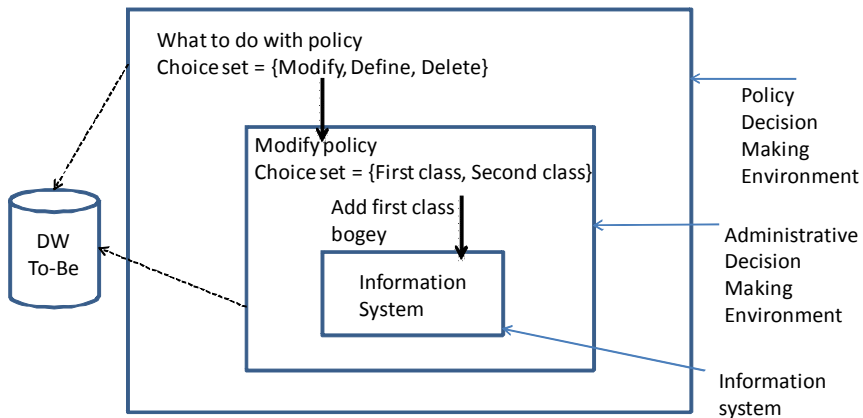 What to do with policy
Choice set = {Modify, Define, Delete}
Modify policy
Choice set = {First class, Second class}
Add first class
bogey
Information
System
DW
To-Be
Policy
Decision
Making
Environment
Administrative
Decision
Making
Environment
Information
system